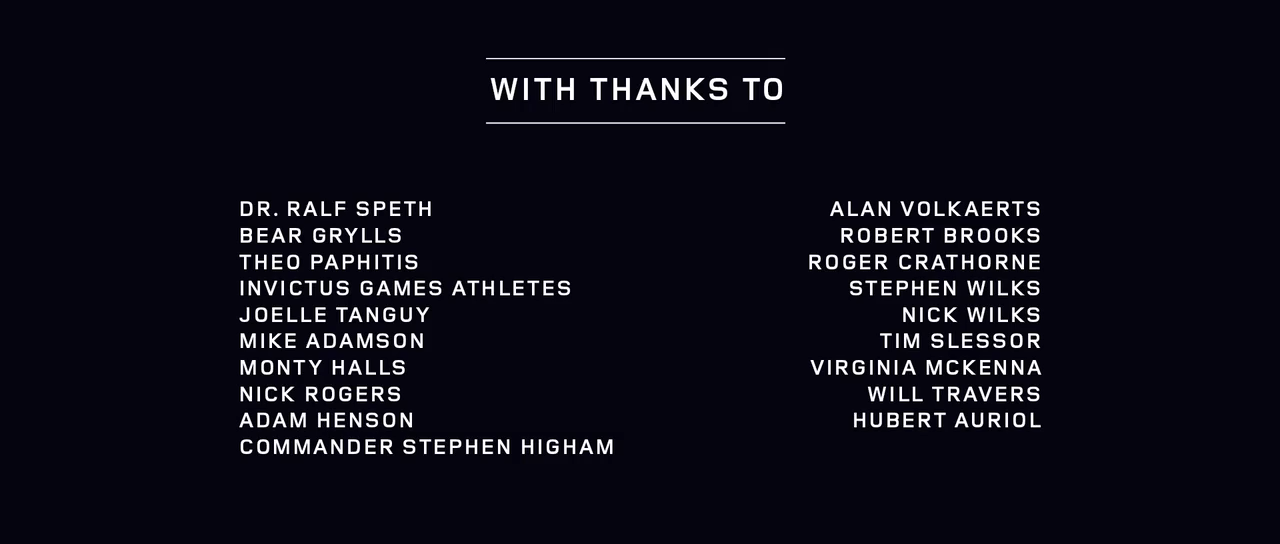 WITH THANKS TO
DR. RALF SPETH
BEAR GRYLLS
THEO PAPHITIS
INVICTUS GAMES ATHLETES
JOELLE TANGUY
MIKE ADAMSON
MONTY HALLS
NICK ROGERS
ADAM HENSON
COMMANDER STEPHEN HIGHAM
ALAN VOLKAERTS
ROBERT BROOKS
ROGER CRATHORNE
STEPHEN WILKS
NICK WILKS
TIM SLESSOR
VIRGINIA MCKENNA
WILL TRAVERS
HUBERT AURIOL